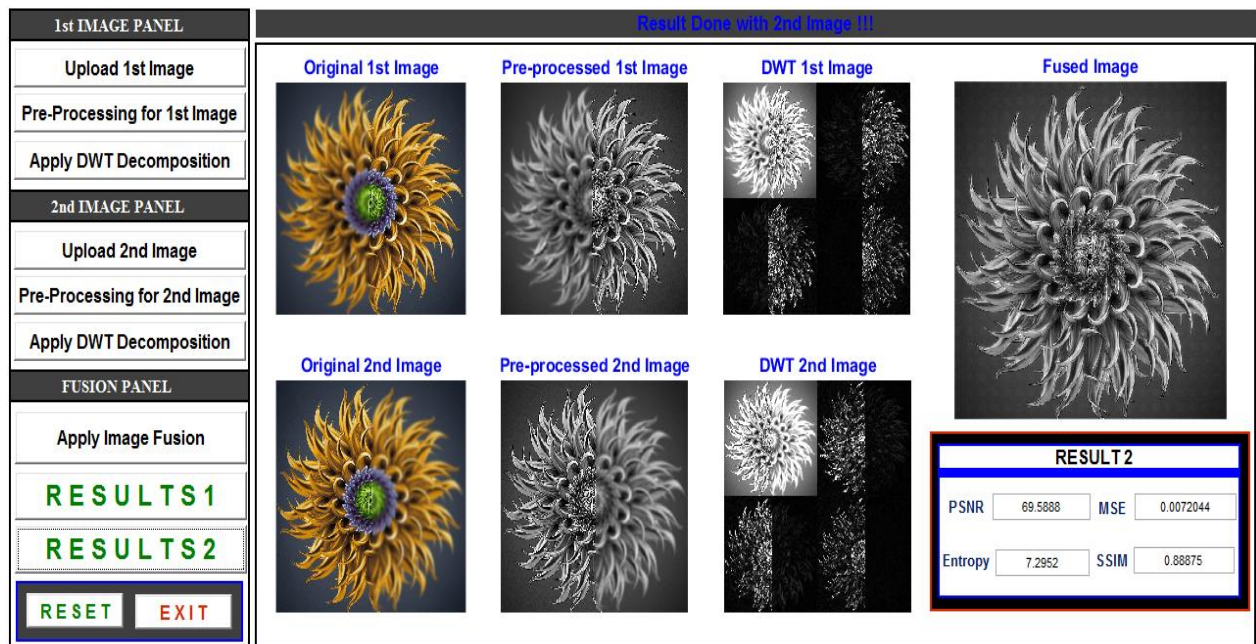 1st IMAGE PANEL
Upload 1st Image
Pre-Processing for 1st Image
Apply DWT Decomposition
2nd IMAGE PANEL
Upload 2nd Image
Pre-Processing for 2nd Image
Apply DWT Decomposition
FUSION PANEL
Apply Image Fusion
RESULTS1
RESULTS2
RESET EXIT
Result Done with 2nd Image !!!
Original 1st Image Pre-processed 1st Image DWT 1st Image Fused Image
Original 2nd Image Pre-processed 2nd Image DWT 2nd Image
RESULT 2
PSNR 69.5888 MSE 0.0072044
Entropy 7.2952 SSIM 0.88875